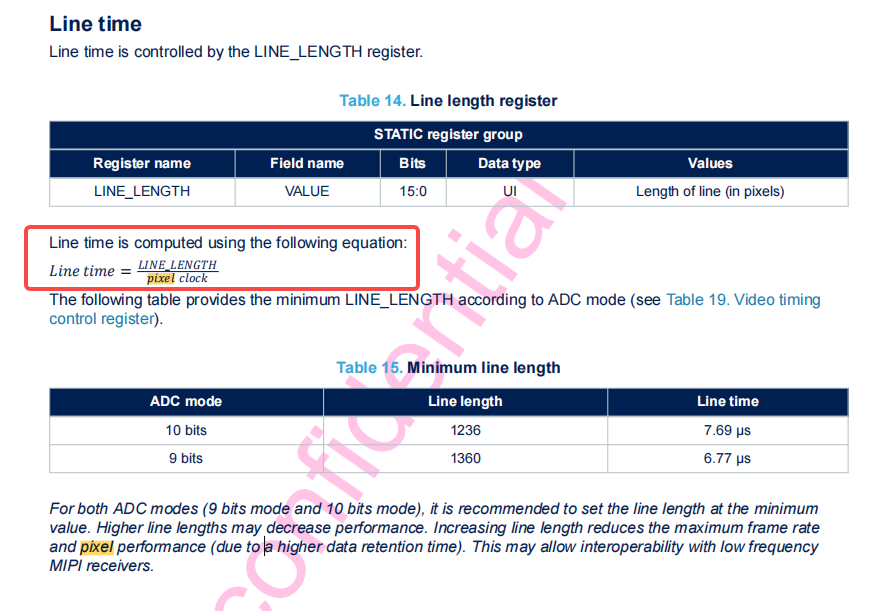 Line time
Line time is controlled by the LINE_LENGTH register.
Table 14. Line length register
STATIC register group
Register name Field name Bits Data type Values
LINE_LENGTH VALUE 15:0 UI Length of line (in pixels)
Line time is computed using the following equation:
Line time = LINE_LENGTH / pixel clock
The following table provides the minimum LINE_LENGTH according to ADC mode (see Table 19. Video timing
control register).
Table 15. Minimum line length
ADC mode Line length Line time
10 bits 1236 7.69 µs
9 bits 1360 6.77 µs
For both ADC modes (9 bits mode and 10 bits mode), it is recommended to set the line length at the minimum
value. Higher line lengths may decrease performance. Increasing line length reduces the maximum frame rate
and pixel performance (due to a higher data retention time). This may allow interoperability with low frequency
MIPI receivers.
confidential